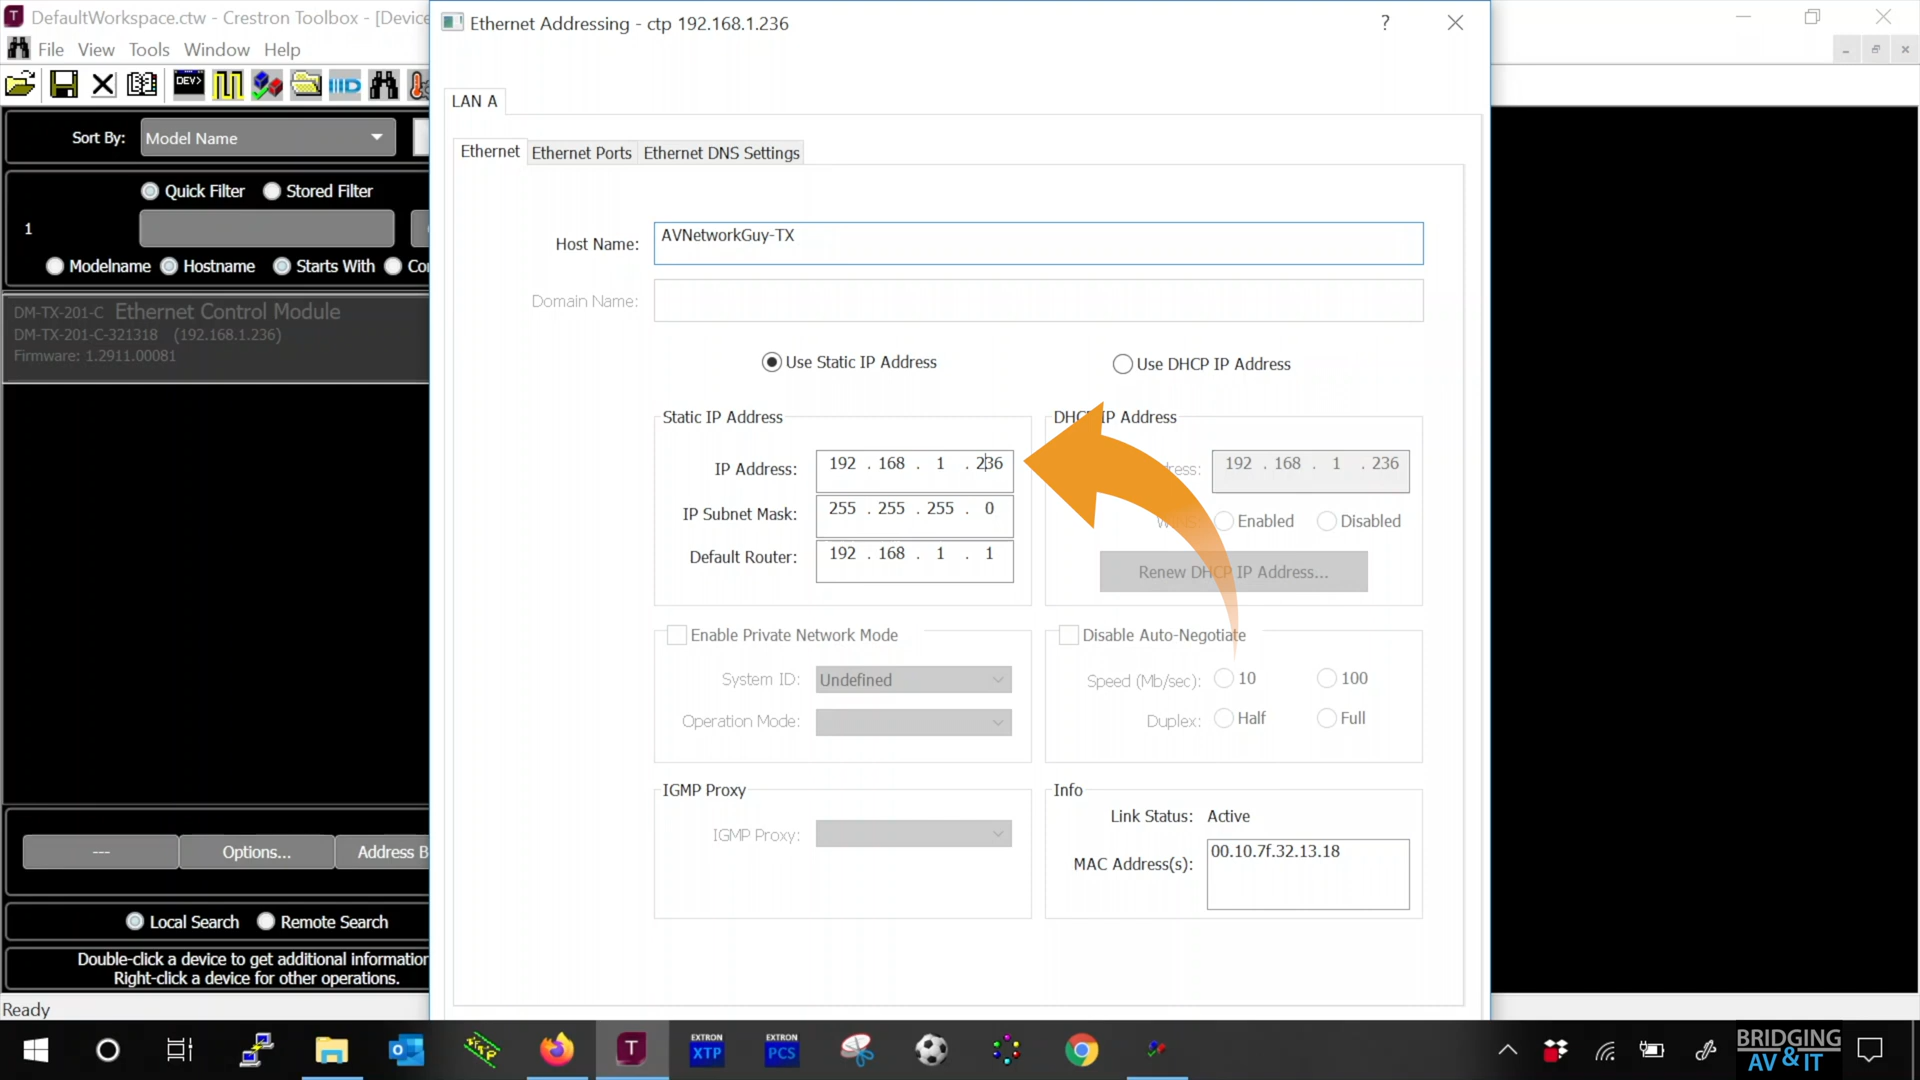 DefaultWorkspace.ctw - Crestron Toolbox - [Device
File View Tools Window Help
DEV>
Sort By: Model Name
Quick Filter Stored Filter
1
Modelname Hostname Starts With
DM-TX-201-C Ethernet Control Module
DM-TX-201-C-321318 (192.168.1.236)
Firmware: 1.2911.00081
---
Options...
Address B
Local Search Remote Search
Double-click a device to get additional information
Right-click a device for other operations.
Ready
Ethernet Addressing - ctp 192.168.1.236
?
LAN A
Ethernet Ethernet Ports Ethernet DNS Settings
Host Name: AVNetworkGuy-TX
Domain Name:
Use Static IP Address Use DHCP IP Address
Static IP Address
IP Address: 192 . 168 . 1 . 236
IP Subnet Mask: 255 . 255 . 255 . 0
Default Router: 192 . 168 . 1 . 1
DHCP IP Address
192 . 168 . 1 . 236
Enabled Disabled
Renew DHCP IP Address...
Enable Private Network Mode
System ID: Undefined
Operation Mode:
Disable Auto-Negotiate
Speed (Mb/sec): 10 100
Duplex: Half Full
IGMP Proxy
IGMP Proxy:
Info
Link Status: Active
MAC Address(s): 00.10.7f.32.13.18
T
EXTRON
XTP
EXTRON
PCS
BRIDGING
AV & IT